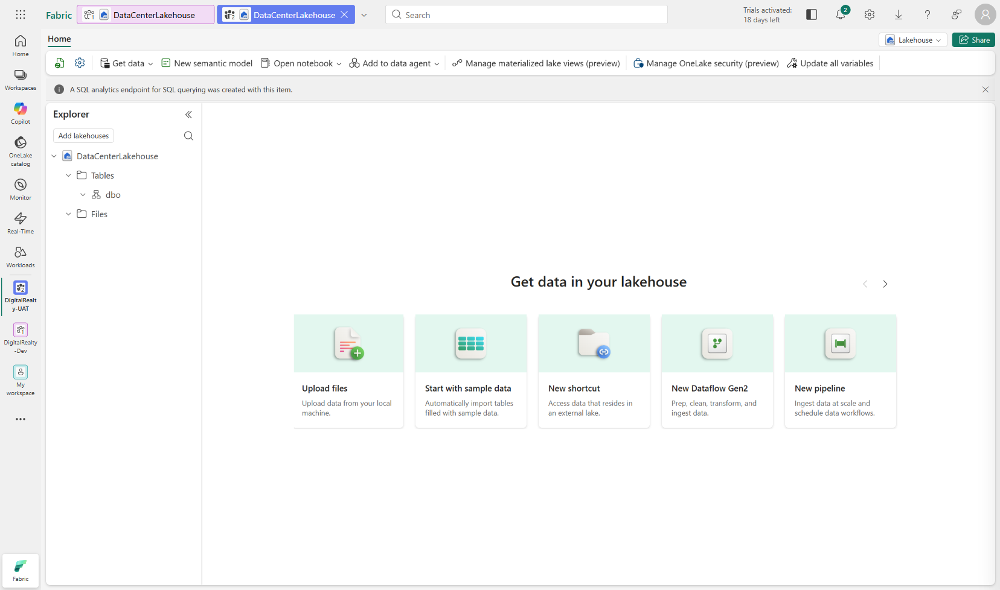 Fabric
DataCenterLakehouse
DataCenterLakehouse
Search
Trials activated:
18 days left
2
Home
Workspaces
Copilot
OneLake
catalog
Monitor
Real-Time
Workloads
DigitalRealt
y-UAT
DigitalRealty
-Dev
My
workspace
Fabric
Home
Lakehouse
Share
Get data
New semantic model
Open notebook
Add to data agent
Manage materialized lake views (preview)
Manage OneLake security (preview)
Update all variables
A SQL analytics endpoint for SQL querying was created with this item.
Explorer
Add lakehouses
DataCenterLakehouse
Tables
dbo
Files
Get data in your lakehouse
Upload files
Upload data from your local
machine.
Start with sample data
Automatically import tables
filled with sample data.
New shortcut
Access data that resides in
an external lake.
New Dataflow Gen2
Prep, clean, transform, and
ingest data.
New pipeline
Ingest data at scale and
schedule data workflows.